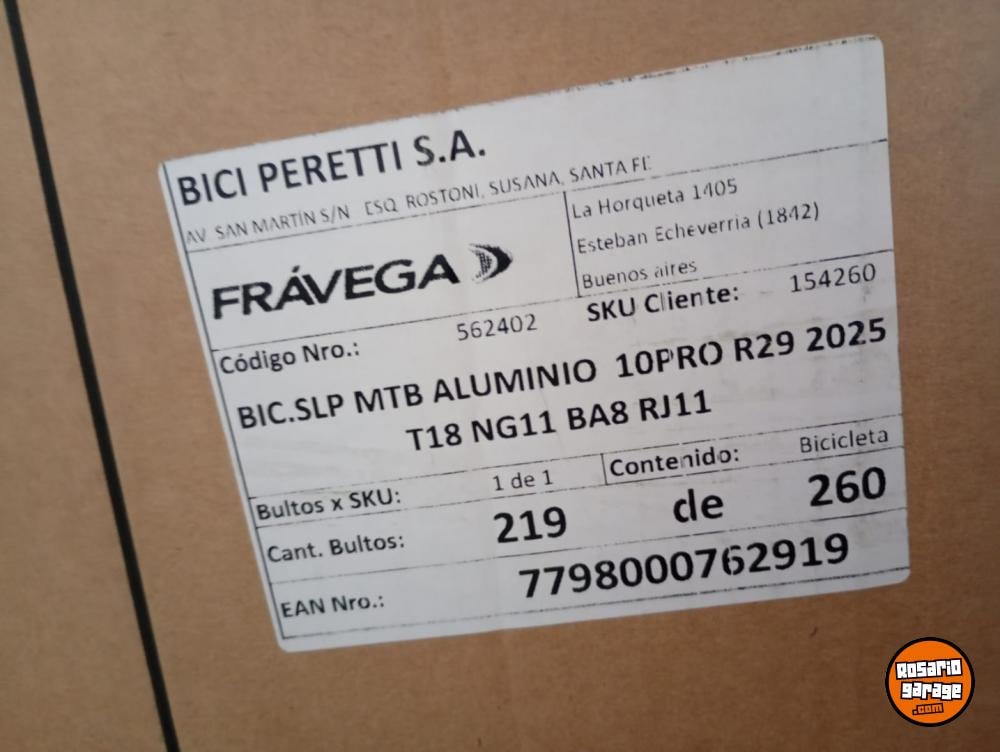 BICI PERETTI S.A.
AV SAN MARTÍN S/N ESQ ROSTONI, SUSANA, SANTA FE
FRÁVEGA
La Horqueta 1405
Esteban Echeverria (1842)
Buenos aires
Código Nro.: 562402 SKU Cliente: 154260
BIC.SLP MTB ALUMINIO 10PRO R29 2025
T18 NG11 BA8 RJ11
Bultos x SKU: 1 de 1 Contenido: Bicicleta
Cant. Bultos: 219 de 260
EAN Nro.: 7798000762919
ROSARIO
GARAGE
.COM